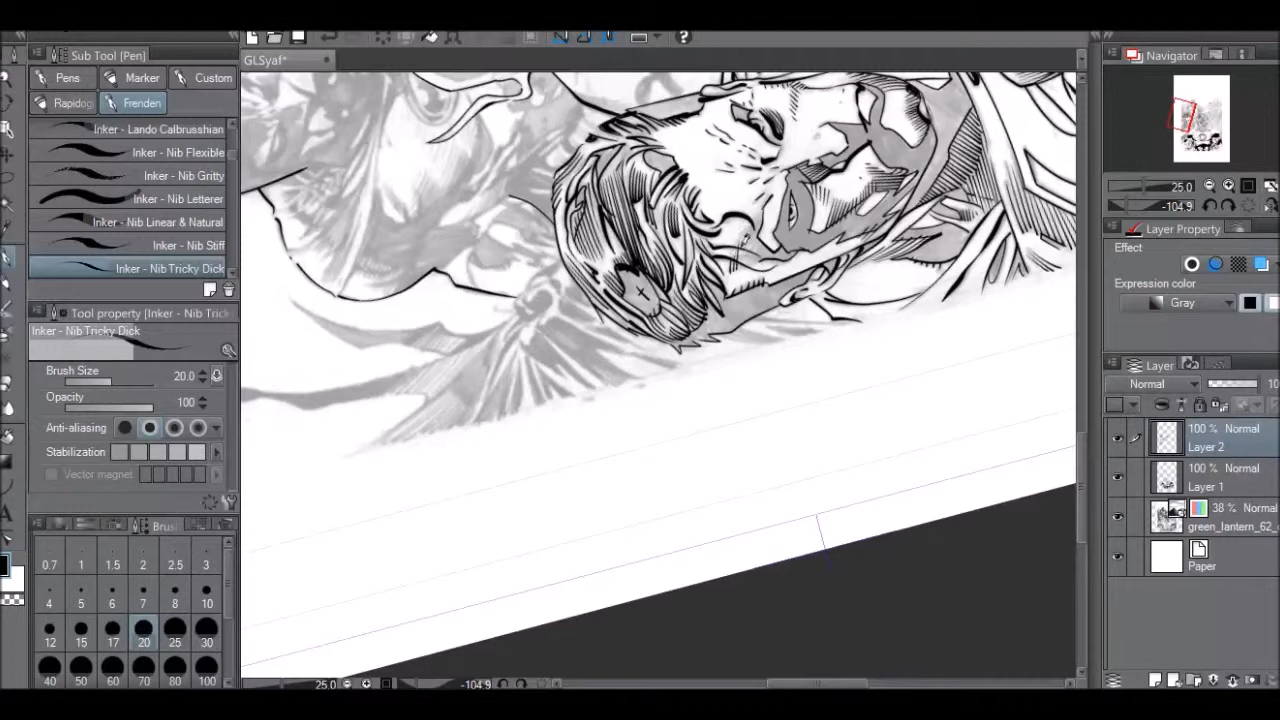 Sub Tool [Pen]
Pens
Marker
Custom
Rapidog
Frenden
Inker - Lando Calbrusshian
Inker - Nib Flexible
Inker - Nib Gritty
Inker - Nib Letterer
Inker - Nib Linear & Natural
Inker - Nib Stiff
Inker - Nib Tricky Dick
Tool property [Inker - Nib Trick
Inker - Nib Tricky Dick
Brush Size 20.0
Opacity 100
Anti-aliasing
Stabilization
Vector magnet
Brus
0.7 1 1.5 2 2.5 3
4 5 6 7 8 10
12 15 17 20 25 30
40 50 60 70 80 100
GLSyaf*
25.0
-104.9
Navigator
25.0
-104.9
Layer Property
Effect
Expression color
Gray
Layer
Normal
10
100 % Normal
Layer 2
100 % Normal
Layer 1
38 % Normal
green_lantern_62_
Paper